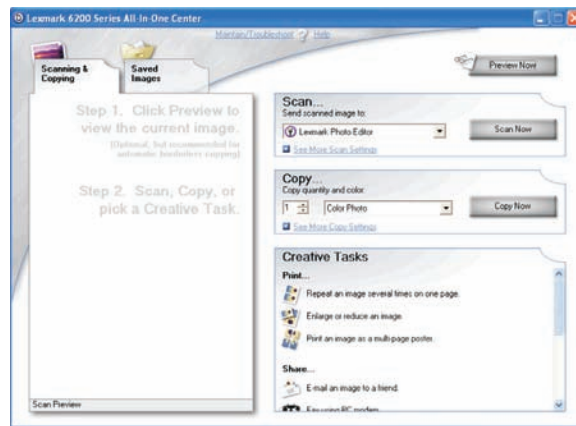 Lexmark 6200 Series All-In-One Center
Maintain/Troubleshoot
Help
Scanning &
Copying
Saved
Images
Preview Now
Step 1. Click Preview to
view the current image.
(Optional, but recommended for
automatic borderless copying)
Step 2. Scan, Copy, or
pick a Creative Task.
Scan...
Send scanned image to:
Lexmark Photo Editor
Scan Now
See More Scan Settings
Copy...
Copy quantity and color:
1
Color Photo
Copy Now
See More Copy Settings
Creative Tasks
Print...
Repeat an image several times on one page.
Enlarge or reduce an image.
Print an image as a multi-page poster.
Share...
E-mail an image to a friend.
Fax using PC modem.
Scan Preview